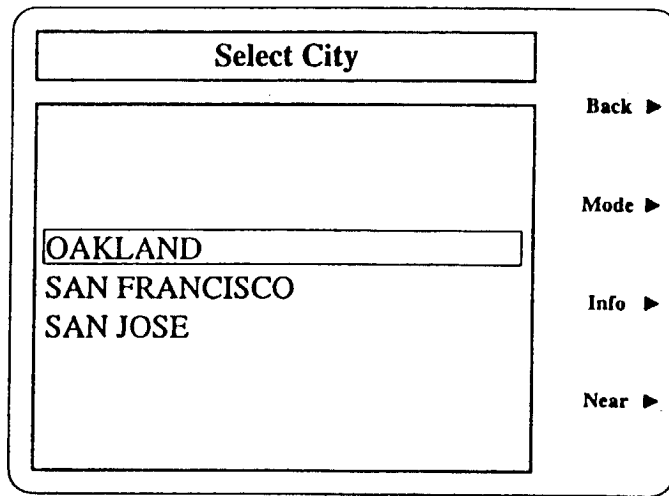 Select City
Back ▶
Mode ▶
OAKLAND
SAN FRANCISCO
Info ▶
SAN JOSE
Near ▶